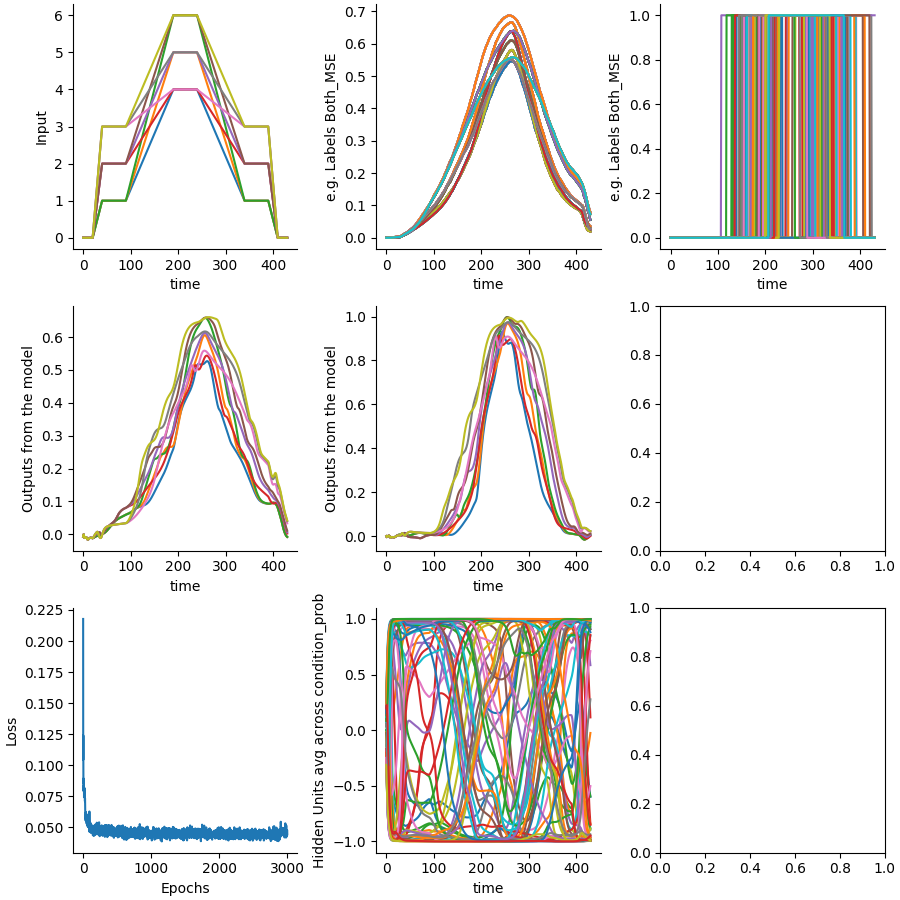 Input
6
5
4
3
2
1
0
0 100 200 300 400
time
e.g. Labels Both_MSE
0.7
0.6
0.5
0.4
0.3
0.2
0.1
0.0
0 100 200 300 400
time
e.g. Labels Both_MSE
1.0
0.8
0.6
0.4
0.2
0.0
0 100 200 300 400
time
Outputs from the model
0.6
0.5
0.4
0.3
0.2
0.1
0.0
0 100 200 300 400
time
Outputs from the model
1.0
0.8
0.6
0.4
0.2
0.0
0 100 200 300 400
time
1.0
0.8
0.6
0.4
0.2
0.0
0.0 0.2 0.4 0.6 0.8 1.0
Loss
0.225
0.200
0.175
0.150
0.125
0.100
0.075
0.050
0 1000 2000 3000
Epochs
Hidden Units avg across condition_prob
1.0
0.5
0.0
−0.5
−1.0
0 100 200 300 400
time
1.0
0.8
0.6
0.4
0.2
0.0
0.0 0.2 0.4 0.6 0.8 1.0